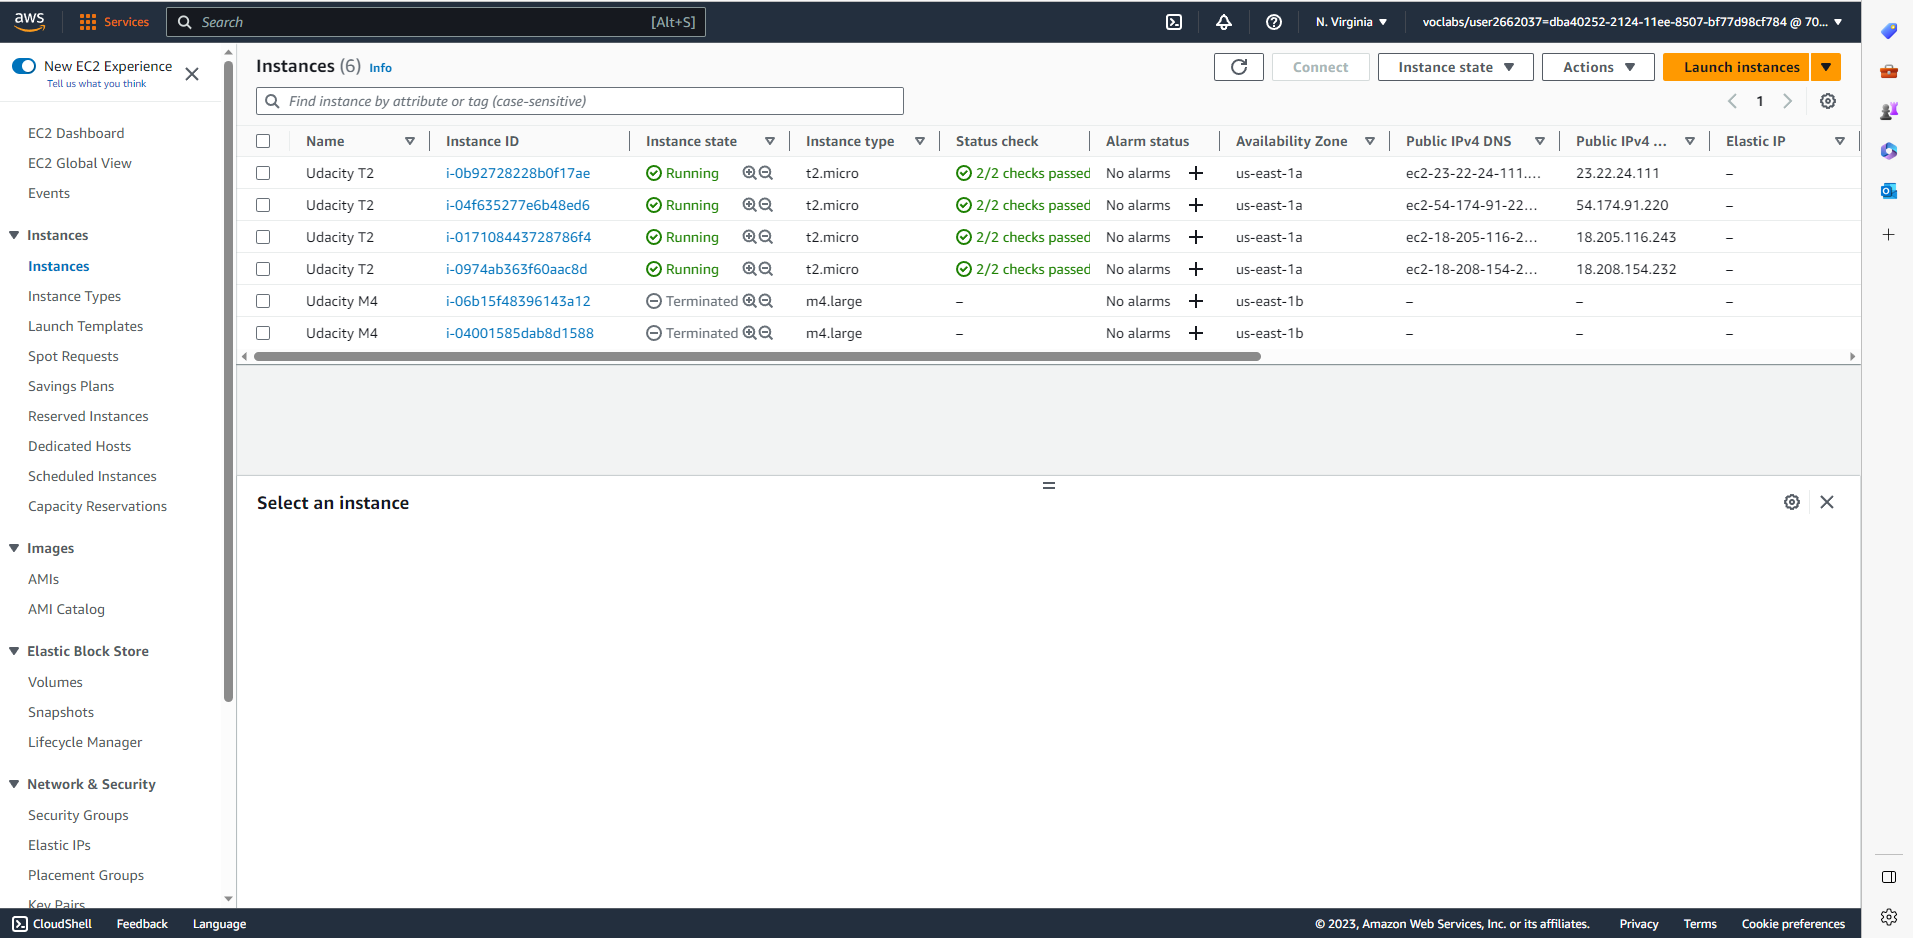 aws
Services
Search [Alt+S]
N. Virginia
voclabs/user2662037=dba40252-2124-11ee-8507-bf77d98cf784 @ 70...
New EC2 Experience
Tell us what you think
EC2 Dashboard
EC2 Global View
Events
Instances
Instances
Instance Types
Launch Templates
Spot Requests
Savings Plans
Reserved Instances
Dedicated Hosts
Scheduled Instances
Capacity Reservations
Images
AMIs
AMI Catalog
Elastic Block Store
Volumes
Snapshots
Lifecycle Manager
Network & Security
Security Groups
Elastic IPs
Placement Groups
Key Pairs
Instances (6) Info
Connect
Instance state
Actions
Launch instances
Find instance by attribute or tag (case-sensitive)
1
Name Instance ID Instance state Instance type Status check Alarm status Availability Zone Public IPv4 DNS Public IPv4 ... Elastic IP
Udacity T2 i-0b92728228b0f17ae Running t2.micro 2/2 checks passed No alarms + us-east-1a ec2-23-22-24-111.... 23.22.24.111 –
Udacity T2 i-04f635277e6b48ed6 Running t2.micro 2/2 checks passed No alarms + us-east-1a ec2-54-174-91-22... 54.174.91.220 –
Udacity T2 i-017108443728786f4 Running t2.micro 2/2 checks passed No alarms + us-east-1a ec2-18-205-116-2... 18.205.116.243 –
Udacity T2 i-0974ab363f60aac8d Running t2.micro 2/2 checks passed No alarms + us-east-1a ec2-18-208-154-2... 18.208.154.232 –
Udacity M4 i-06b15f48396143a12 Terminated m4.large – No alarms + us-east-1b – – –
Udacity M4 i-04001585dab8d1588 Terminated m4.large – No alarms + us-east-1b – – –
Select an instance
CloudShell
Feedback
Language
© 2023, Amazon Web Services, Inc. or its affiliates.
Privacy
Terms
Cookie preferences